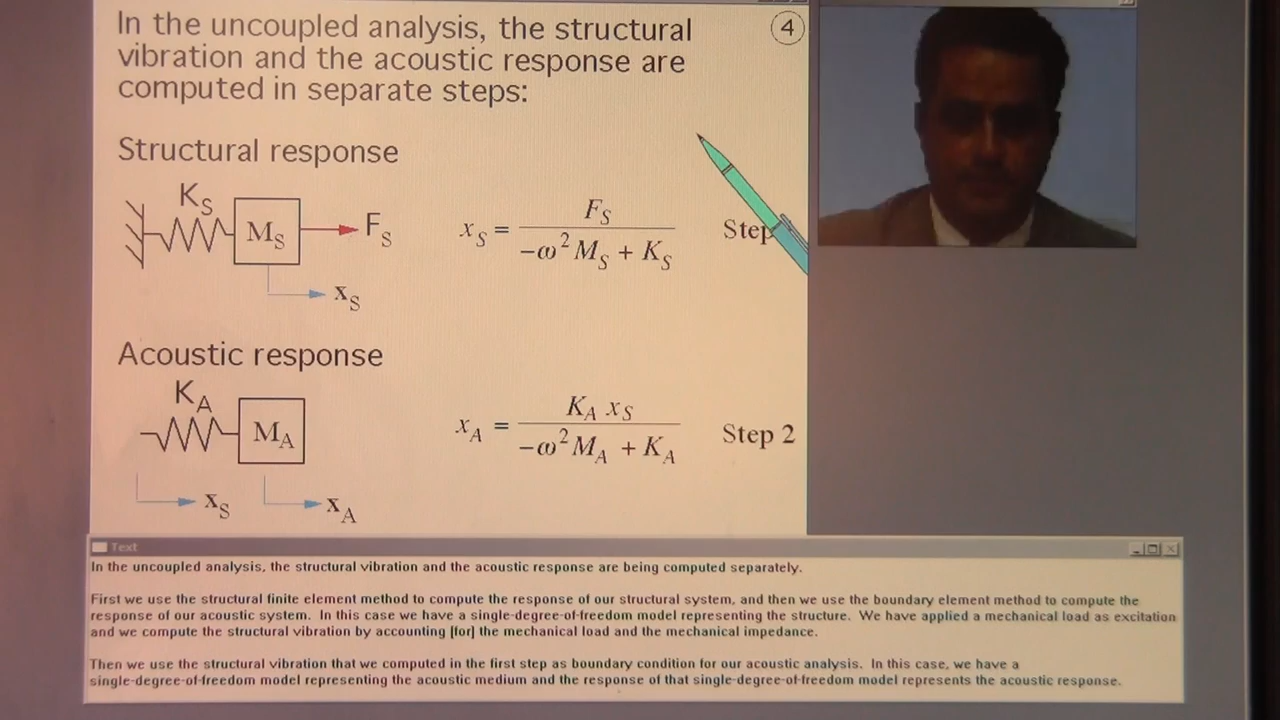 In the uncoupled analysis, the structural
4
vibration and the acoustic response are
computed in separate steps:
Structural response
K_S
M_S
F_S
x_S
x_S = F_S / (-ω² M_S + K_S)
Step
Acoustic response
K_A
M_A
x_S
x_A
x_A = K_A x_S / (-ω² M_A + K_A)
Step 2
Text
In the uncoupled analysis, the structural vibration and the acoustic response are being computed separately.
First we use the structural finite element method to compute the response of our structural system, and then we use the boundary element method to compute the
response of our acoustic system. In this case we have a single-degree-of-freedom model representing the structure. We have applied a mechanical load as excitation
and we compute the structural vibration by accounting [for] the mechanical load and the mechanical impedance.
Then we use the structural vibration that we computed in the first step as boundary condition for our acoustic analysis. In this case, we have a
single-degree-of-freedom model representing the acoustic medium and the response of that single-degree-of-freedom model represents the acoustic response.